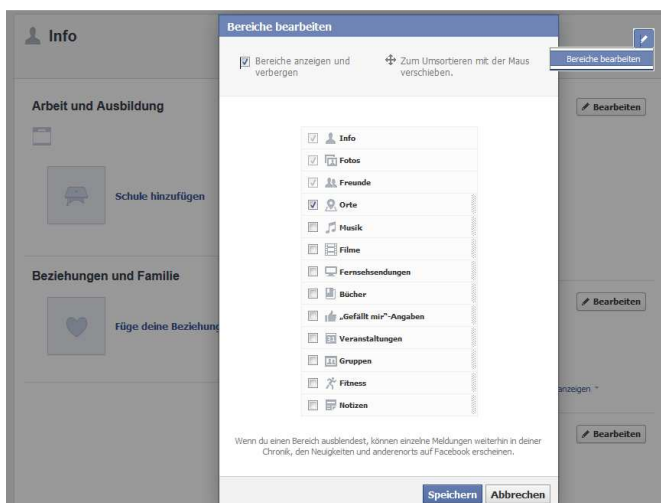 Info
Bereiche bearbeiten
Bereiche anzeigen und
verbergen
Zum Umsortieren mit der Maus
verschieben.
Bereiche bearbeiten
Arbeit und Ausbildung
Bearbeiten
Schule hinzufügen
Info
Fotos
Freunde
Orte
Musik
Filme
Fernsehsendungen
Bücher
„Gefällt mir"-Angaben
Veranstaltungen
Gruppen
Fitness
Notizen
Beziehungen und Familie
Bearbeiten
Füge deine Beziehung
anzeigen
Bearbeiten
Wenn du einen Bereich ausblendest, können einzelne Meldungen weiterhin in deiner
Chronik, den Neuigkeiten und anderenorts auf Facebook erscheinen.
Speichern
Abbrechen